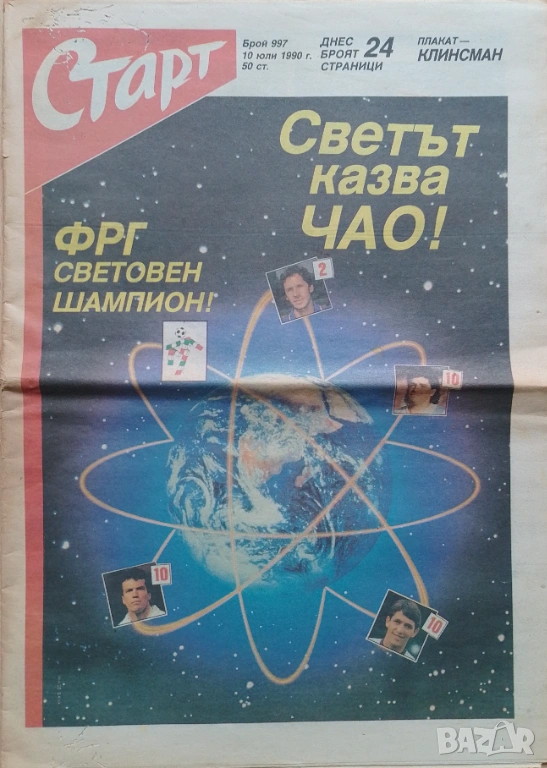 Старт
Брой 997
10 юли 1990 г.
50 ст.
ДНЕС
БРОЯТ 24
СТРАНИЦИ
ПЛАКАТ —
КЛИНСМАН
Светът
казва
ЧАО!
ФРГ
СВЕТОВЕН
ШАМПИОН!
2
10
10
10
BAZAR